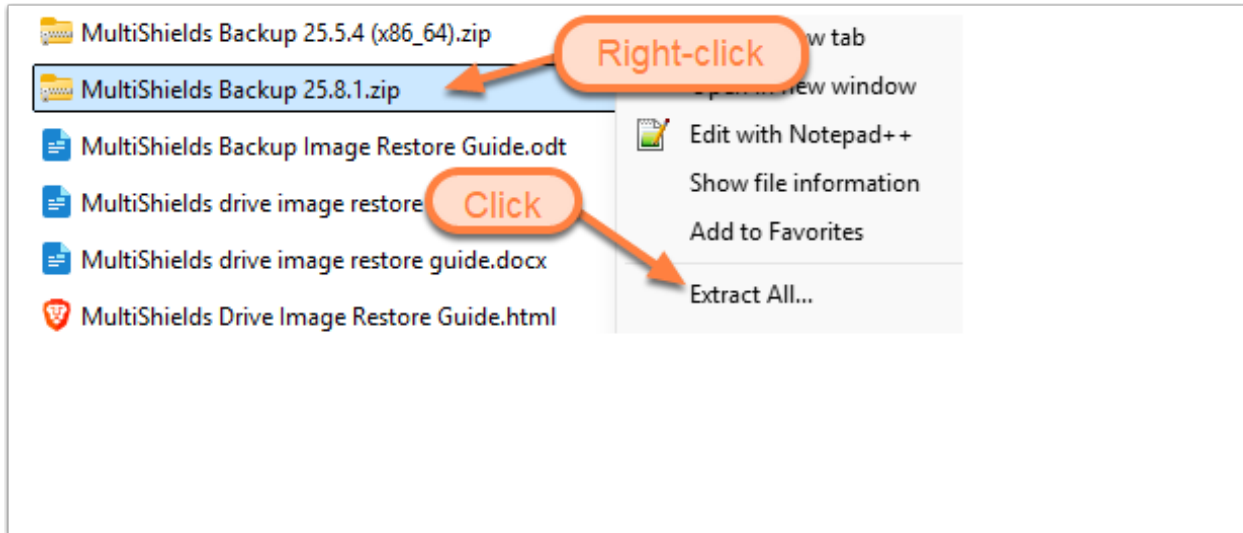 MultiShields Backup 25.5.4 (x86_64).zip
MultiShields Backup 25.8.1.zip
MultiShields Backup Image Restore Guide.odt
MultiShields drive image restore
MultiShields drive image restore guide.docx
MultiShields Drive Image Restore Guide.html
Right-click
Click
tab
new window
Edit with Notepad++
Show file information
Add to Favorites
Extract All...